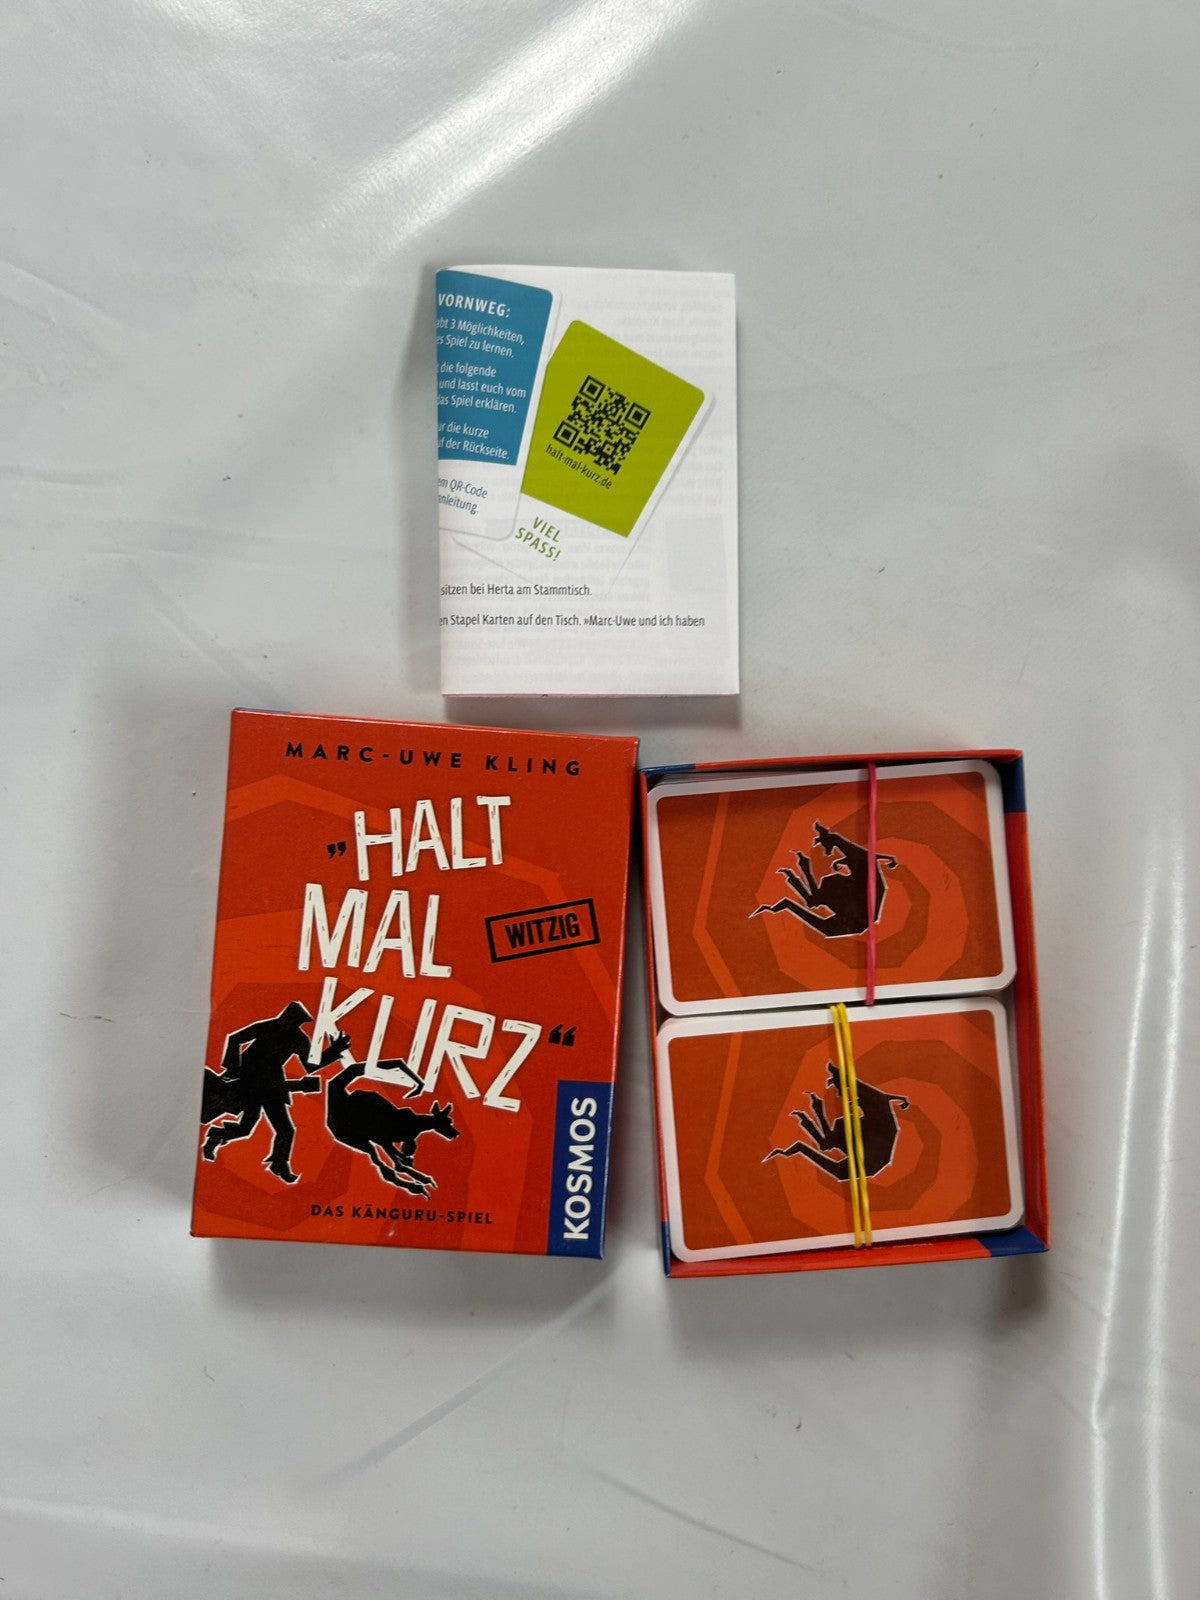 VORNWEG:
abt 3 Möglichkeiten,
es Spiel zu lernen.
die folgende
und lasst euch vom
das Spiel erklären.
ur die kurze
uf der Rückseite.
em QR-Code
anleitung.
halt-mal-kurz.de
VIEL
SPASS!
sitzen bei Herta am Stammtisch.
en Stapel Karten auf den Tisch. »Marc-Uwe und ich haben
MARC-UWE KLING
„HALT
MAL
KURZ“
WITZIG
DAS KÄNGURU-SPIEL
KOSMOS